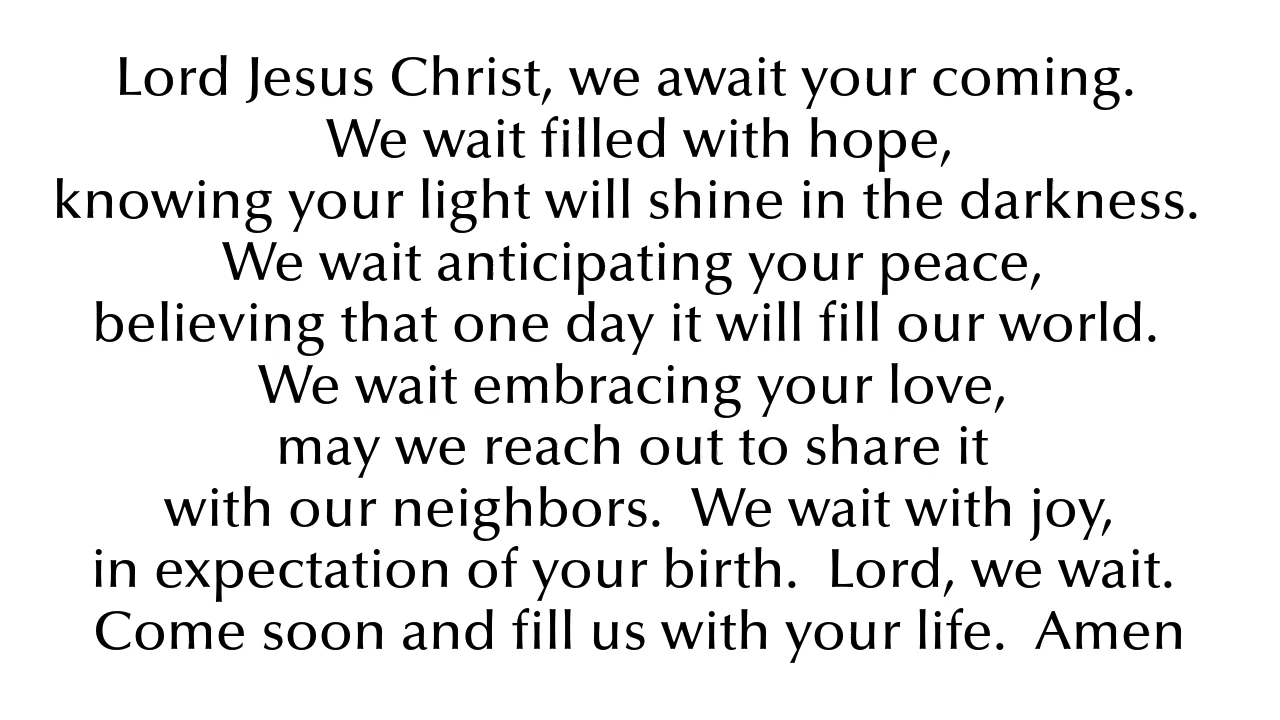 Lord Jesus Christ, we await your coming.
We wait filled with hope,
knowing your light will shine in the darkness.
We wait anticipating your peace,
believing that one day it will fill our world.
We wait embracing your love,
may we reach out to share it
with our neighbors.  We wait with joy,
in expectation of your birth.  Lord, we wait.
Come soon and fill us with your life.  Amen